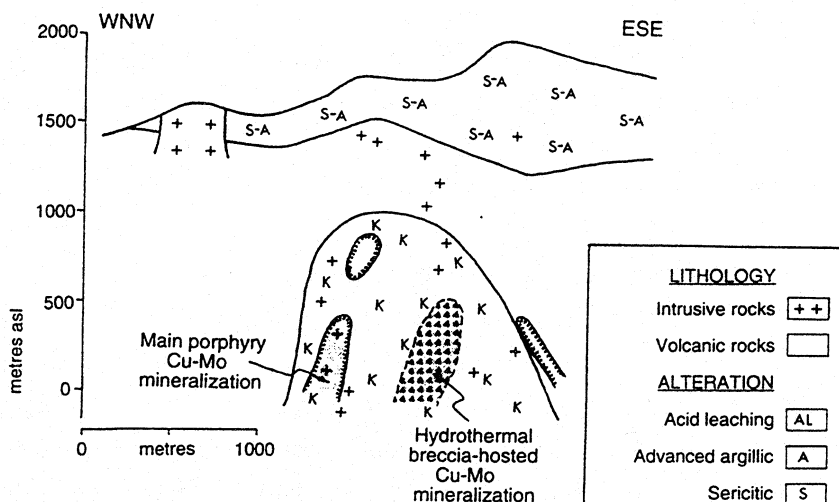 WNW
ESE
2000
1500
1000
500
0
metres asl
S-A
S-A
S-A
S-A
S-A
S-A
S-A
S-A
K
K
K
K
K
K
K
K
K
K
K
K
K
K
Main porphyry
Cu-Mo
mineralization
Hydrothermal
breccia-hosted
Cu-Mo
mineralization
0 metres 1000
LITHOLOGY
Intrusive rocks ++
Volcanic rocks
ALTERATION
Acid leaching AL
Advanced argillic A
Sericitic S